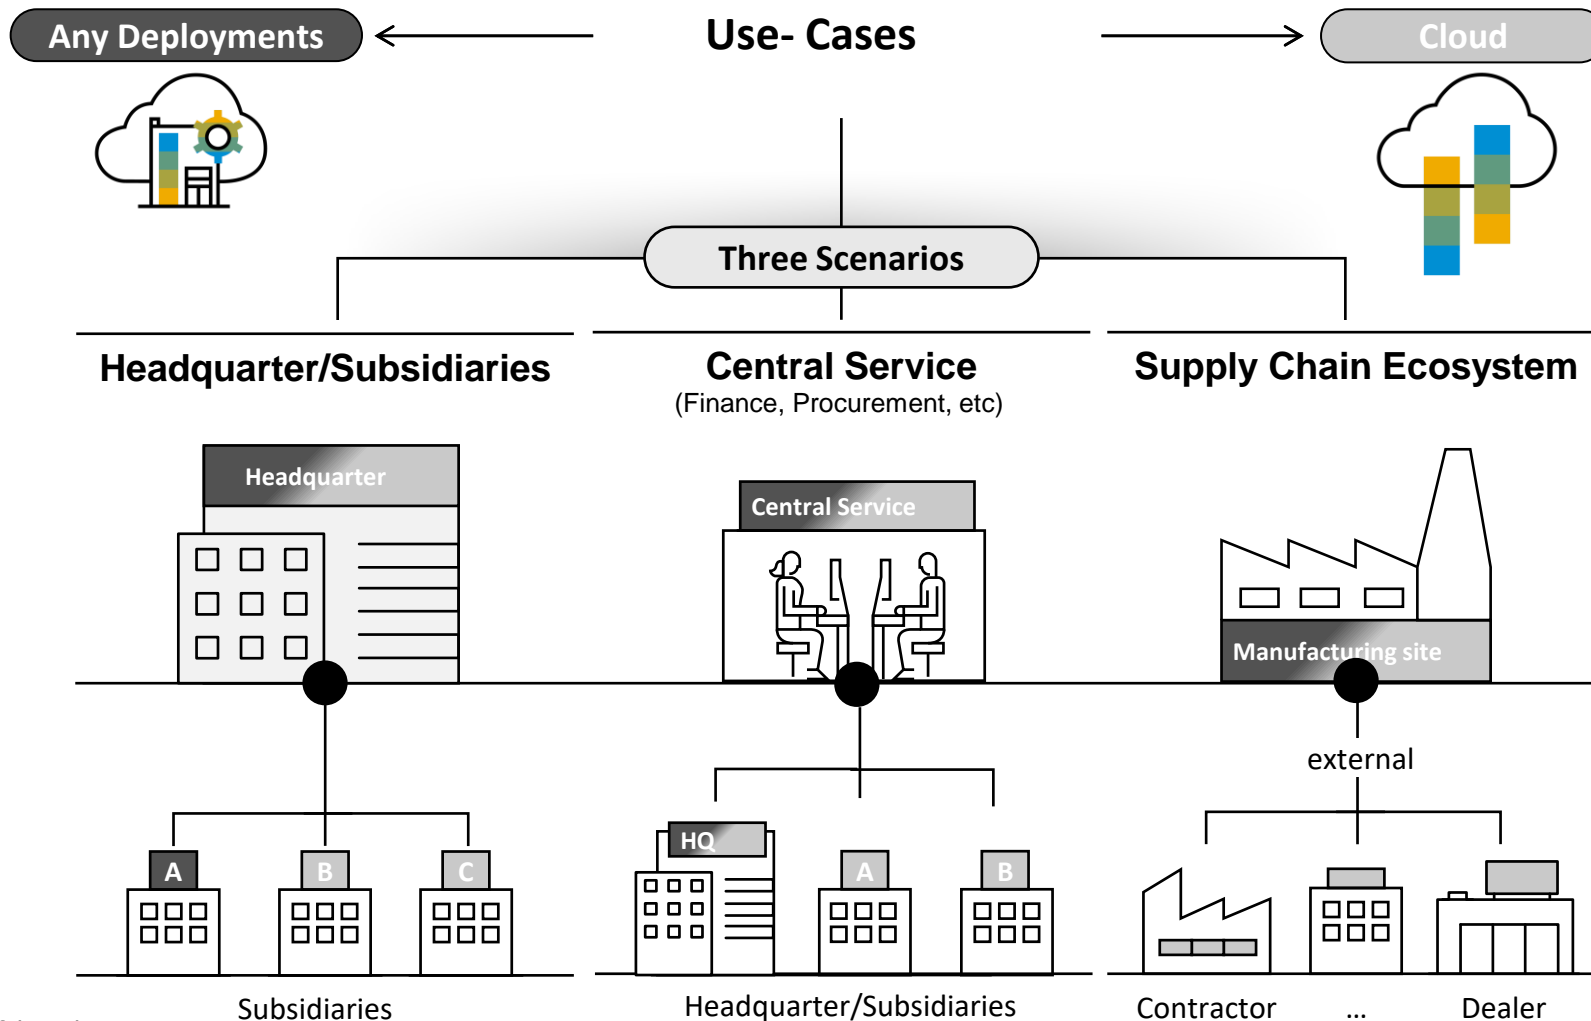 Any Deployments
Use- Cases
Cloud
Three Scenarios
Headquarter/Subsidiaries
Central Service
(Finance, Procurement, etc)
Supply Chain Ecosystem
Headquarter
Central Service
Manufacturing site
external
A
B
C
HQ
A
B
Subsidiaries
Headquarter/Subsidiaries
Contractor
...
Dealer